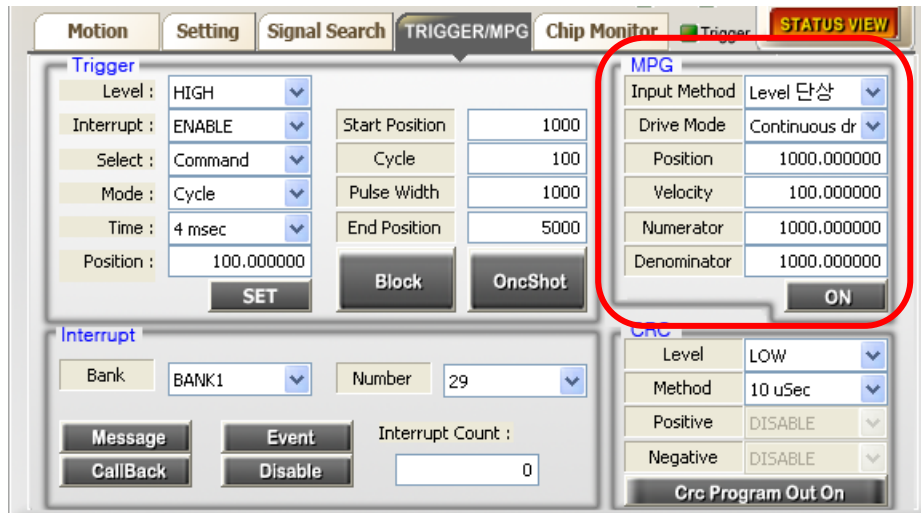 Motion Setting Signal Search TRIGGER/MPG Chip Monitor Trigger STATUS VIEW
Trigger
Level : HIGH
Interrupt : ENABLE
Select : Command
Mode : Cycle
Time : 4 msec
Position : 100.000000
SET
Start Position 1000
Cycle 100
Pulse Width 1000
End Position 5000
Block OncShot
MPG
Input Method Level 단상
Drive Mode Continuous dr
Position 1000.000000
Velocity 100.000000
Numerator 1000.000000
Denominator 1000.000000
ON
Interrupt
Bank BANK1 Number 29
Message Event Interrupt Count :
CallBack Disable 0
CRC
Level LOW
Method 10 uSec
Positive DISABLE
Negative DISABLE
Crc Program Out On